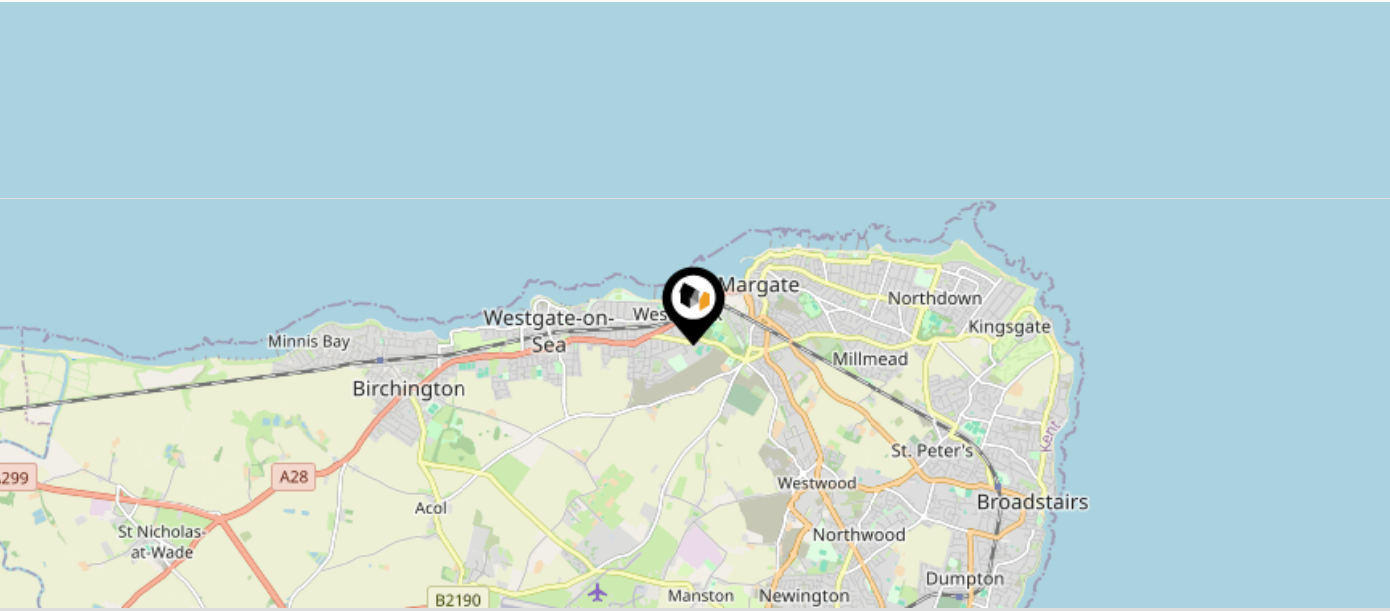 Margate
Northdown
Westgate-on-
Sea
Kingsgate
Minnis Bay
Millmead
Birchington
Kent
St. Peter's
A299
A28
Westwood
Broadstairs
Acol
St Nicholas-
at-Wade
Northwood
Dumpton
B2190
Manston
Newington